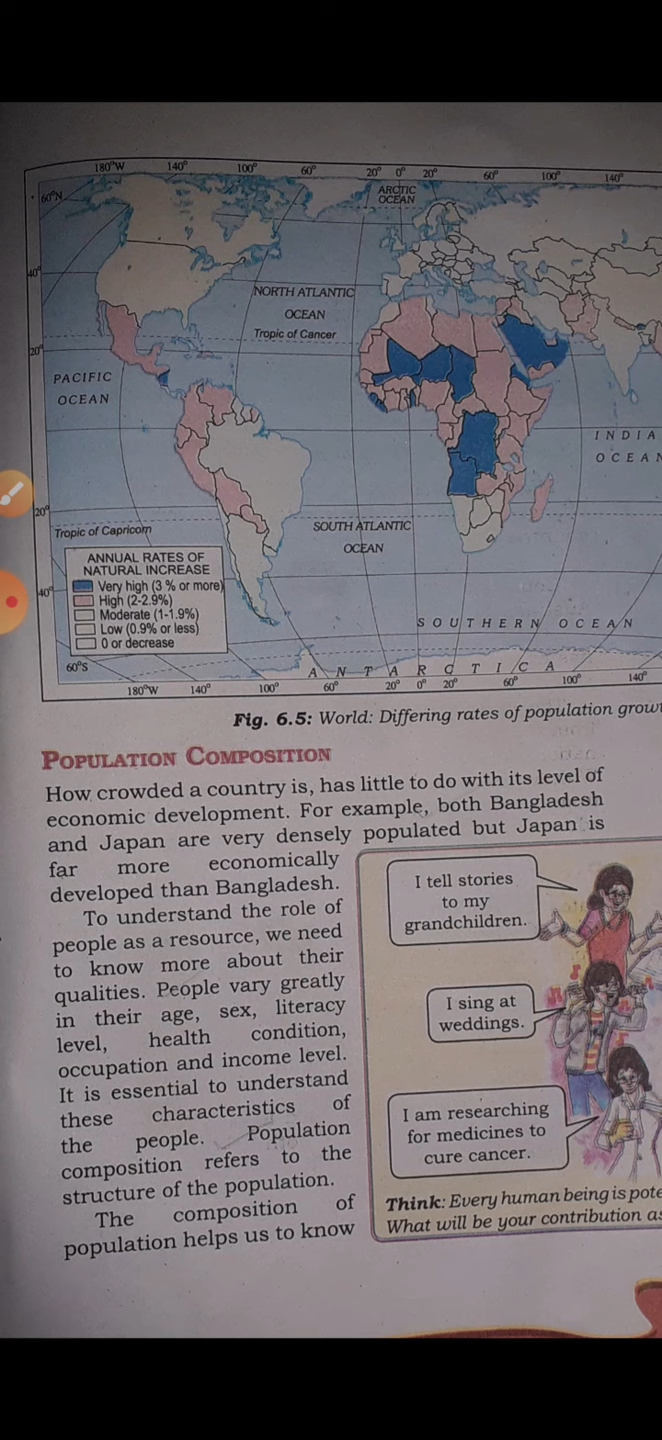 180°W 140° 100° 60° 20° 0° 20° 60° 100° 140°
ARCTIC
OCEAN
60°N
40°
NORTH ATLANTIC
OCEAN
Tropic of Cancer
20°
PACIFIC
OCEAN
INDIA
OCEAN
20°
Tropic of Capricorn
SOUTH ATLANTIC
OCEAN
ANNUAL RATES OF
NATURAL INCREASE
Very high (3 % or more)
High (2-2.9%)
Moderate (1-1.9%)
Low (0.9% or less)
0 or decrease
40°
SOUTHERN OCEAN
60°S
ANTARCTICA
180°W 140° 100° 60° 20° 0° 20° 60° 100° 140°
Fig. 6.5: World: Differing rates of population
POPULATION COMPOSITION
How crowded a country is, has little to do with its level of
economic development. For example, both Bangladesh
and Japan are very densely populated but Japan is
far more economically
developed than Bangladesh.
To understand the role of
people as a resource, we need
to know more about their
qualities. People vary greatly
in their age, sex, literacy
level, health condition,
occupation and income level.
It is essential to understand
these characteristics of
the people. Population
composition refers to the
structure of the population.
The composition of
population helps us to know
I tell stories
to my
grandchildren.
I sing at
weddings.
I am researching
for medicines to
cure cancer.
Think: Every human being is pote
What will be your contribution as